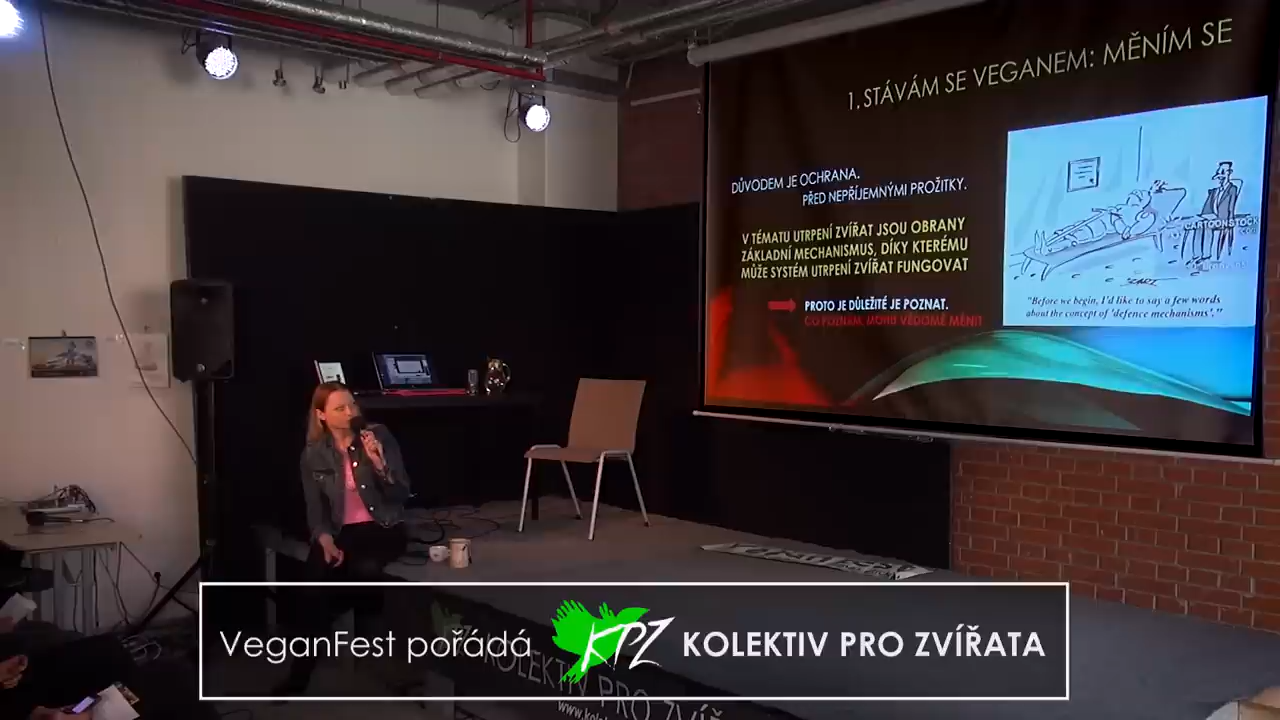 1. STÁVÁM SE VEGANEM: MĚNÍM SE
DŮVODEM JE OCHRANA.
PŘED NEPŘÍJEMNÝMI PROŽITKY.
V TÉMATU UTRPENÍ ZVÍŘAT JSOU OBRANY
ZÁKLADNÍ MECHANISMUS, DÍKY KTERÉMU
MŮŽE SYSTÉM UTRPENÍ ZVÍŘAT FUNGOVAT
PROTO JE DŮLEŽITÉ JE POZNAT.
CO POZNÁM, MOHU VĚDOMĚ MĚNIT
CARTOONSTOCK
"Before we begin, I'd like to say a few words
about the concept of 'defence mechanisms'."
VeganFest pořádá KPZ KOLEKTIV PRO ZVÍŘATA
KOLEKTIV PRO ZVÍŘ